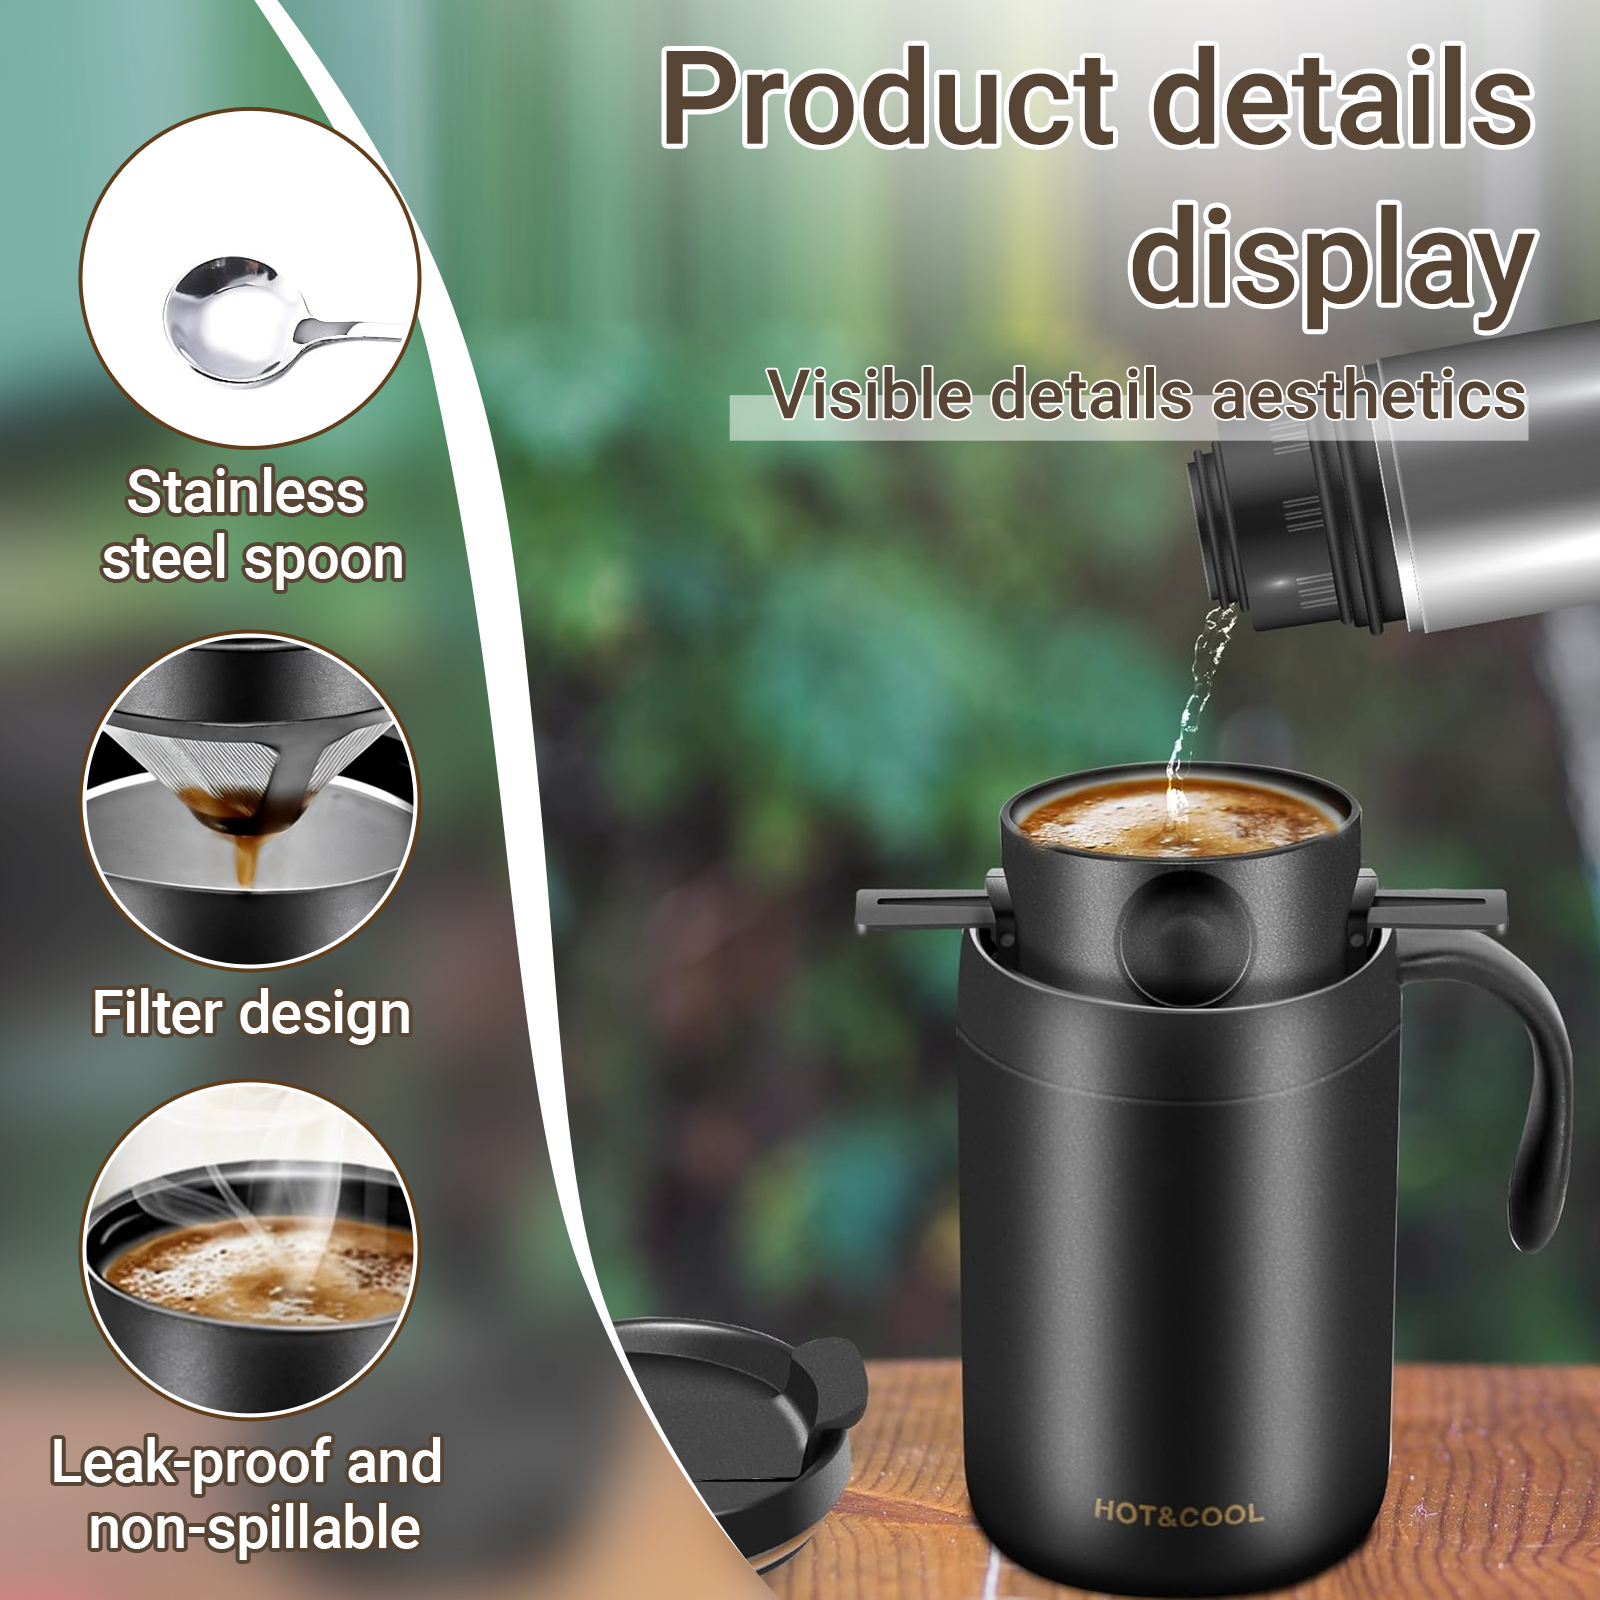 Product details
display
Visible details aesthetics
Stainless
steel spoon
Filter design
Leak-proof and
non-spillable
HOT&COOL